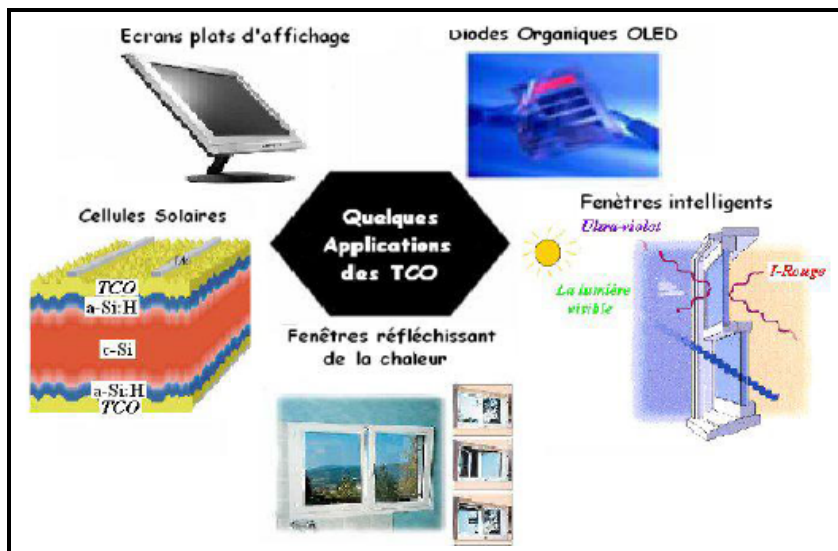 Ecrans plats d'affichage
Diodes Organiques OLED
Cellules Solaires
TCO
a-Si:H
c-Si
a-Si:H
TCO
Quelques
Applications
des TCO
Fenètres intelligents
Ultra-violet
I-Rouge
La lumière
visible
Fenêtres réfléchissant
de la chaleur